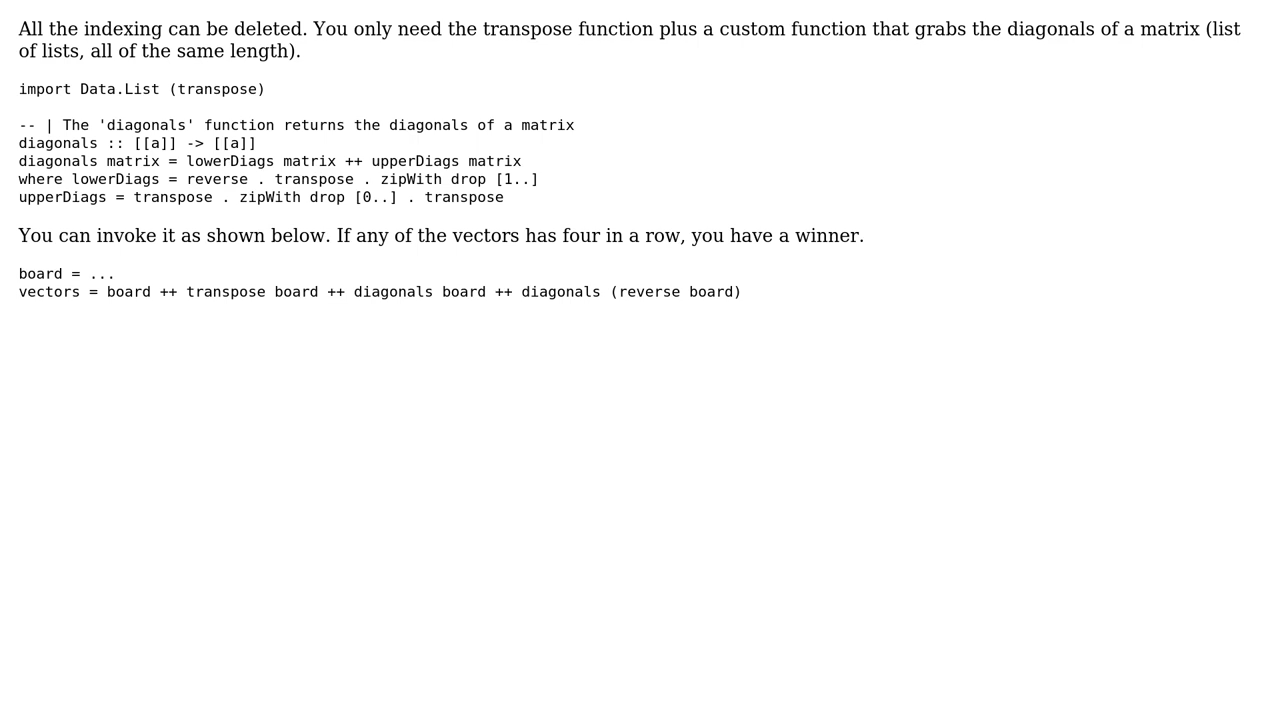 All the indexing can be deleted. You only need the transpose function plus a custom function that grabs the diagonals of a matrix (list
of lists, all of the same length).
import Data.List (transpose)
-- | The 'diagonals' function returns the diagonals of a matrix
diagonals :: [[a]] -> [[a]]
diagonals matrix = lowerDiags matrix ++ upperDiags matrix
where lowerDiags = reverse . transpose . zipWith drop [1..]
upperDiags = transpose . zipWith drop [0..] . transpose
You can invoke it as shown below. If any of the vectors has four in a row, you have a winner.
board = ...
vectors = board ++ transpose board ++ diagonals board ++ diagonals (reverse board)